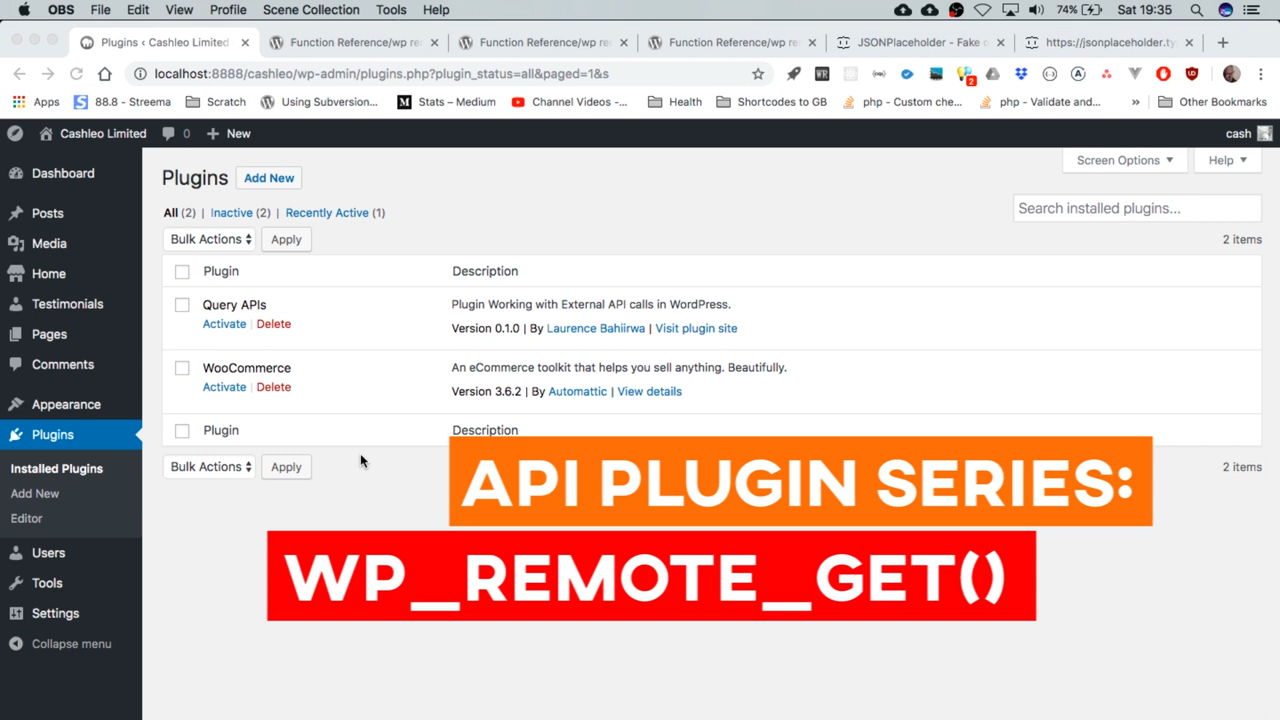 OBS File Edit View Profile Scene Collection Tools Help 74% Sat 19:35
Plugins ‹ Cashleo Limited Function Reference/wp re Function Reference/wp re Function Reference/wp re JSONPlaceholder - Fake o https://jsonplaceholder.ty
localhost:8888/cashleo/wp-admin/plugins.php?plugin_status=all&paged=1&s
Apps 88.8 - Streema Scratch Using Subversion-... Stats – Medium Channel Videos -... Health Shortcodes to GB php - Custom che... php - Validate and... » Other Bookmarks
Cashleo Limited 0 + New cash
Screen Options ▼ Help ▼
Dashboard
Posts
Media
Home
Testimonials
Pages
Comments
Appearance
Plugins
Installed Plugins
Add New
Editor
Users
Tools
Settings
Collapse menu
Plugins Add New
All (2) | Inactive (2) | Recently Active (1)
Search installed plugins...
Bulk Actions Apply
2 items
Plugin Description
Query APIs Plugin Working with External API calls in WordPress.
Activate | Delete Version 0.1.0 | By Laurence Bahiirwa | Visit plugin site
WooCommerce An eCommerce toolkit that helps you sell anything. Beautifully.
Activate | Delete Version 3.6.2 | By Automattic | View details
Plugin Description
Bulk Actions Apply
2 items
API PLUGIN SERIES:
WP_REMOTE_GET()